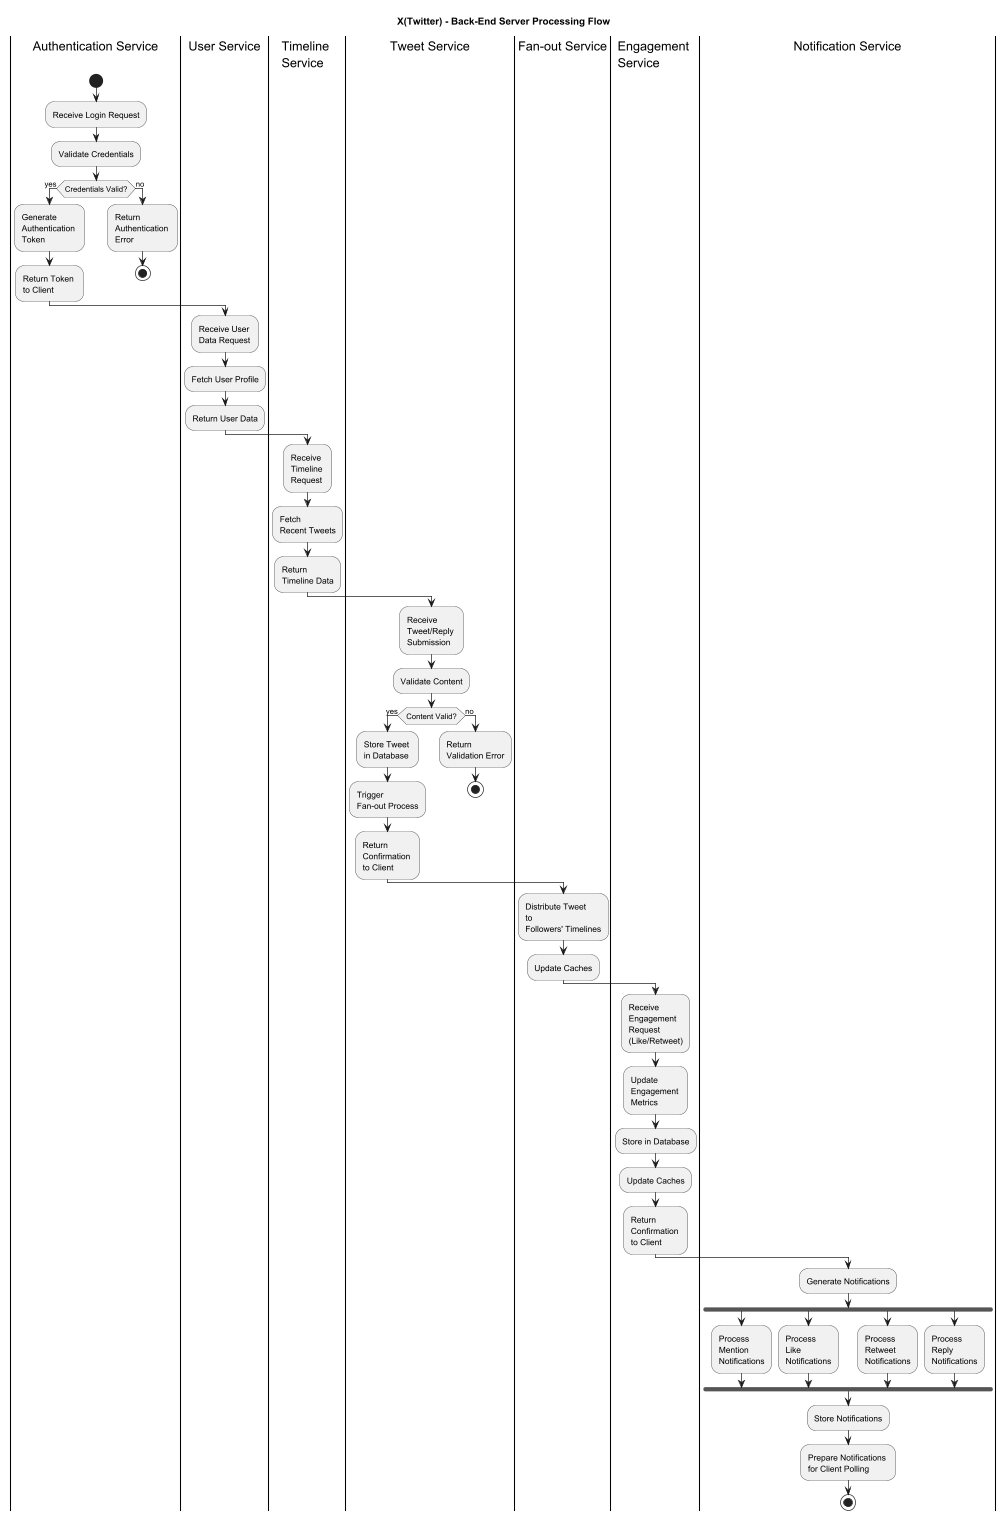 X(Twitter) - Back-End Server Processing Flow
Authentication Service
User Service
Timeline
Service
Tweet Service
Fan-out Service
Engagement
Service
Notification Service
Receive Login Request
Validate Credentials
yes
Credentials Valid?
no
Generate
Authentication
Token
Return
Authentication
Error
Return Token
to Client
Receive User
Data Request
Fetch User Profile
Return User Data
Receive
Timeline
Request
Fetch
Recent Tweets
Return
Timeline Data
Receive
Tweet/Reply
Submission
Validate Content
yes
Content Valid?
no
Store Tweet
in Database
Return
Validation Error
Trigger
Fan-out Process
Return
Confirmation
to Client
Distribute Tweet
to
Followers' Timelines
Update Caches
Receive
Engagement
Request
(Like/Retweet)
Update
Engagement
Metrics
Store in Database
Update Caches
Return
Confirmation
to Client
Generate Notifications
Process
Mention
Notifications
Process
Like
Notifications
Process
Retweet
Notifications
Process
Reply
Notifications
Store Notifications
Prepare Notifications
for Client Polling